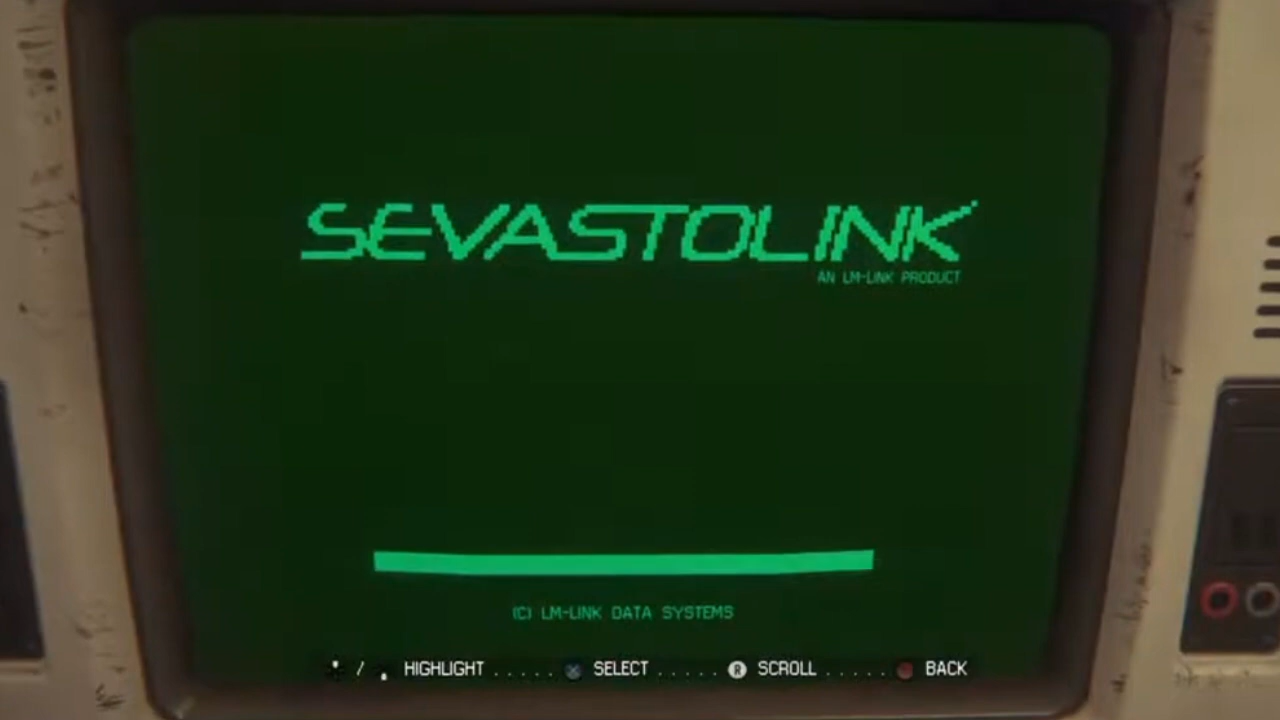 SEVASTOLINK
AN LM-LINK PRODUCT
(C) LM-LINK DATA SYSTEMS
/ HIGHLIGHT ..... SELECT ..... R SCROLL ..... BACK